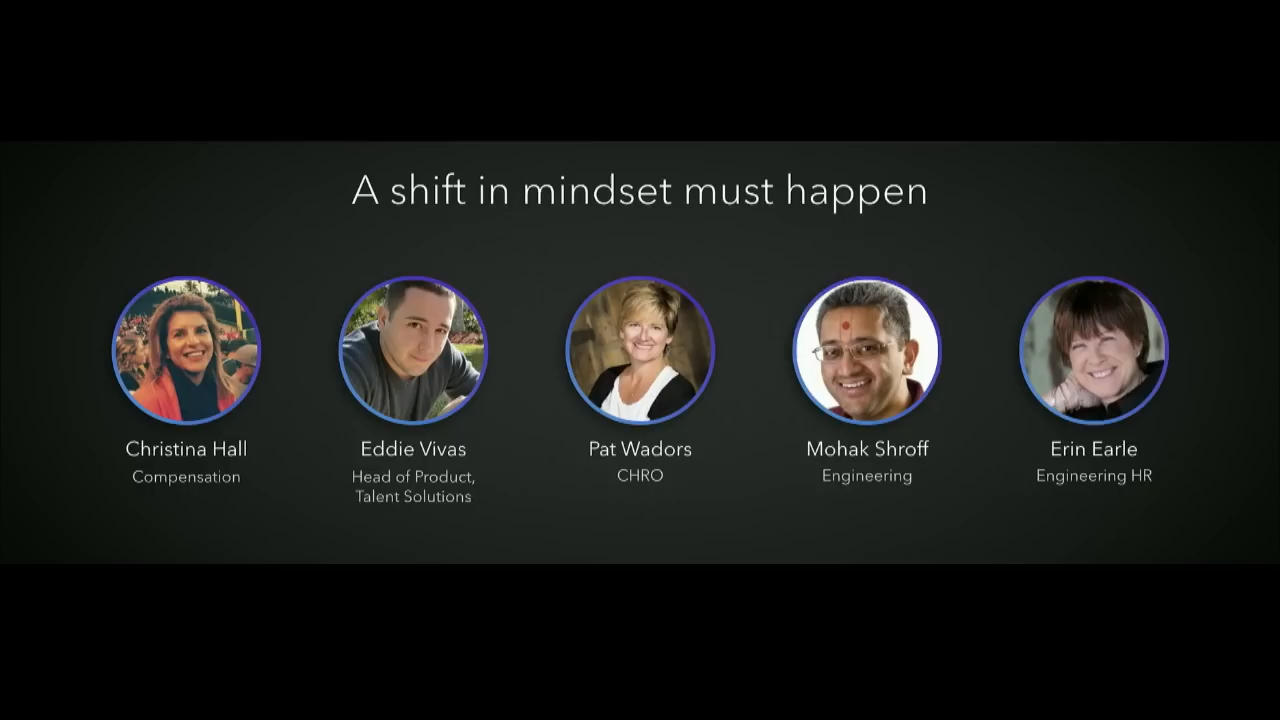 A shift in mindset must happen
Christina Hall
Compensation
Eddie Vivas
Head of Product,
Talent Solutions
Pat Wadors
CHRO
Mohak Shroff
Engineering
Erin Earle
Engineering HR